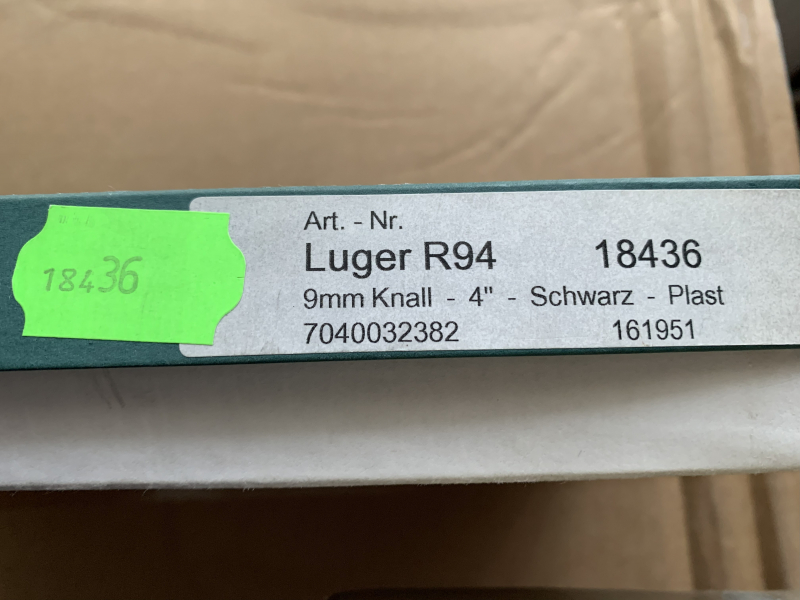 Art. - Nr.
Luger R94 18436
9mm Knall - 4" - Schwarz - Plast
7040032382 161951
18436